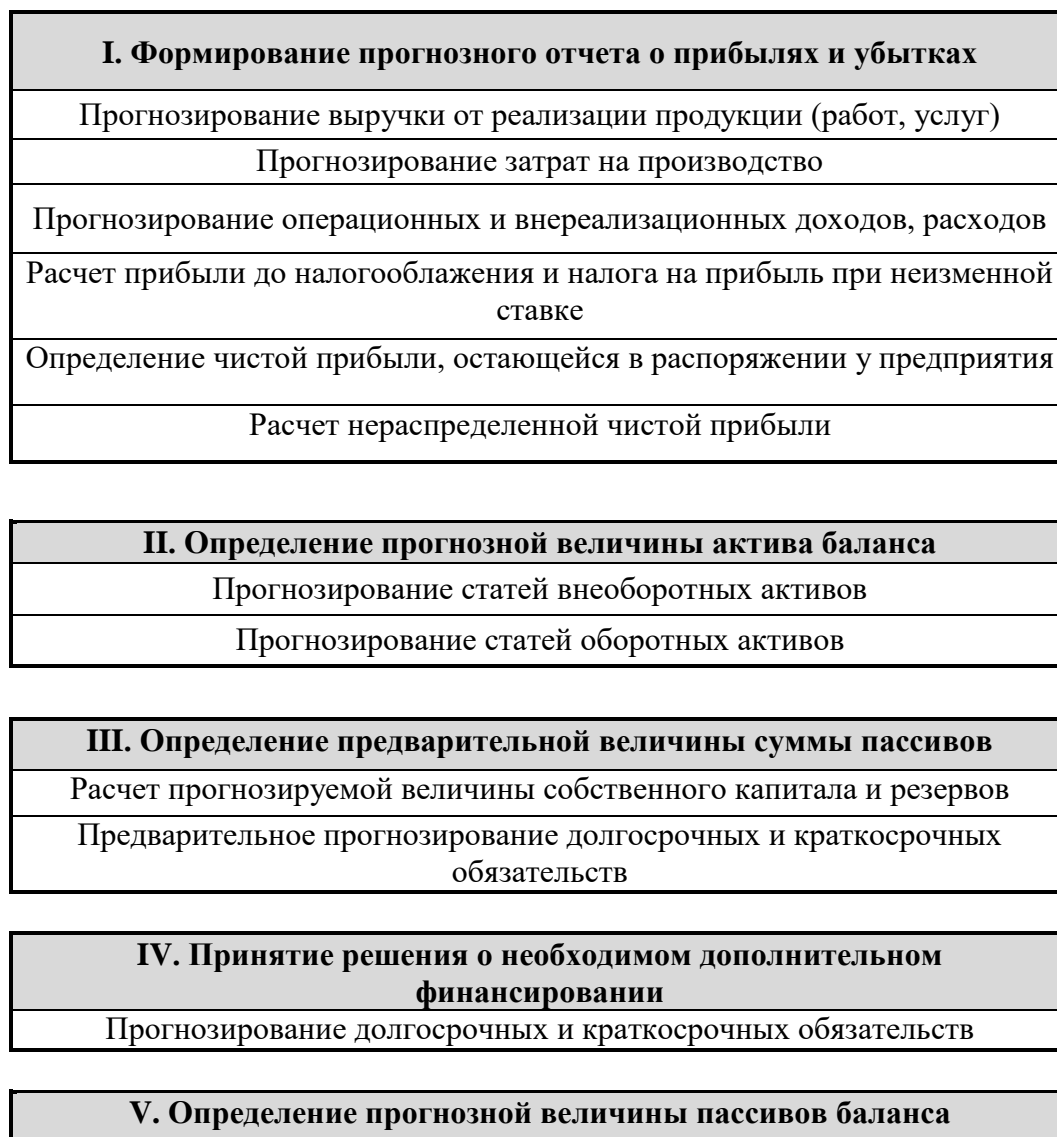 I. Формирование прогнозного отчета о прибылях и убытках
Прогнозирование выручки от реализации продукции (работ, услуг)
Прогнозирование затрат на производство
Прогнозирование операционных и внереализационных доходов, расходов
Расчет прибыли до налогооблажения и налога на прибыль при неизменной
ставке
Определение чистой прибыли, остающейся в распоряжении у предприятия
Расчет нераспределенной чистой прибыли
II. Определение прогнозной величины актива баланса
Прогнозирование статей внеоборотных активов
Прогнозирование статей оборотных активов
III. Определение предварительной величины суммы пассивов
Расчет прогнозируемой величины собственного капитала и резервов
Предварительное прогнозирование долгосрочных и краткосрочных
обязательств
IV. Принятие решения о необходимом дополнительном
финансировании
Прогнозирование долгосрочных и краткосрочных обязательств
V. Определение прогнозной величины пассивов баланса